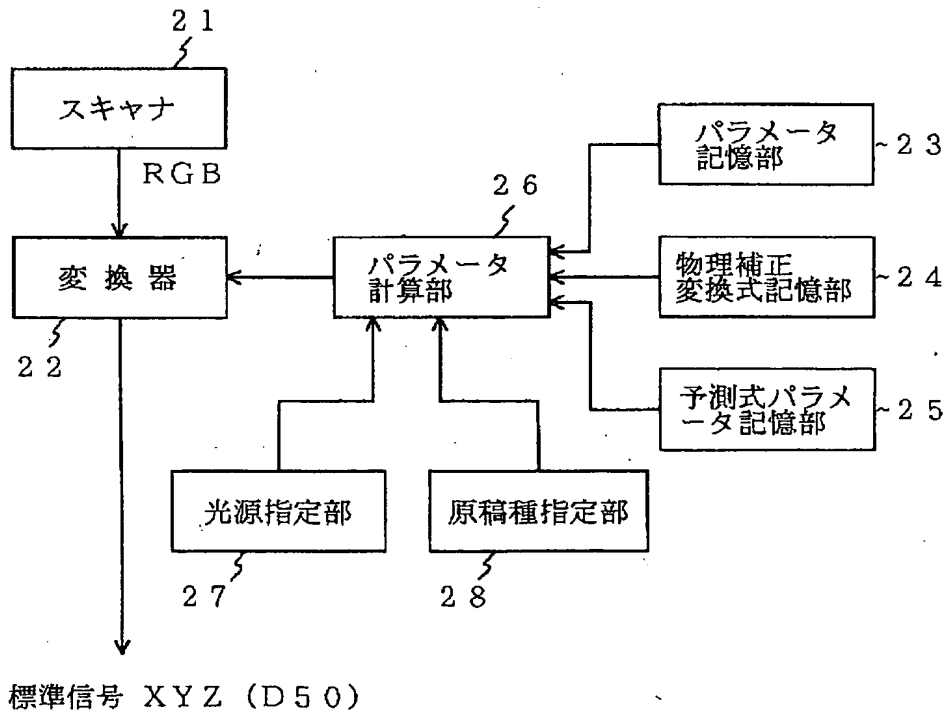 ２１
スキャナ
ＲＧＢ
変換器
２２
２６
パラメータ
計算部
パラメータ
記憶部
２３
物理補正
変換式記憶部
２４
予測式パラメ
ータ記憶部
２５
光源指定部
２７
原稿種指定部
２８
標準信号 ＸＹＺ（Ｄ５０）